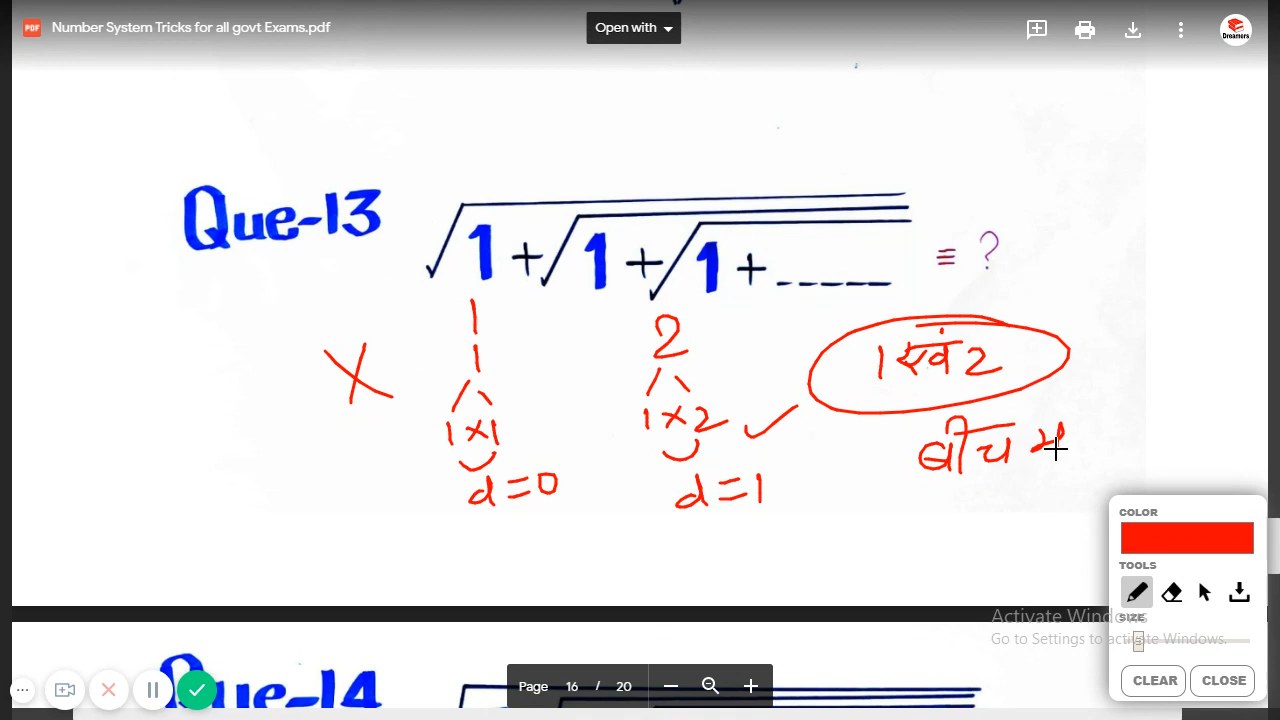 Number System Tricks for all govt Exams.pdf
Open with
Dreamers
PDF
Que-13 √1+√1+√1+----- = ?
1 2
1 1 एवं 2
1×1 1×2 ✓
बीच में
d=0 d=1
COLOR
TOOLS
SIZE
CLEAR CLOSE
Activate Windows
Go to Settings to activate Windows.
Que-14
Page 16 / 20